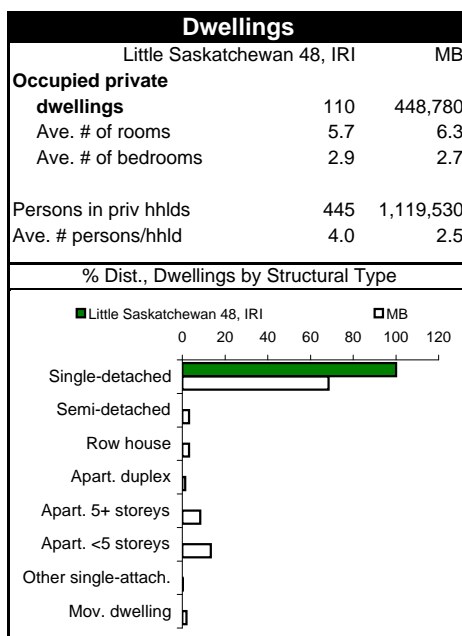 Dwellings
Little Saskatchewan 48, IRI MB
Occupied private
dwellings 110 448,780
Ave. # of rooms 5.7 6.3
Ave. # of bedrooms 2.9 2.7
Persons in priv hhlds 445 1,119,530
Ave. # persons/hhld 4.0 2.5
% Dist., Dwellings by Structural Type
Little Saskatchewan 48, IRI MB
0 20 40 60 80 100 120
Single-detached
Semi-detached
Row house
Apart. duplex
Apart. 5+ storeys
Apart. <5 storeys
Other single-attach.
Mov. dwelling